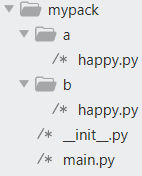 mypack
a
/* happy.py
b
/* happy.py
/* __init__.py
/* main.py